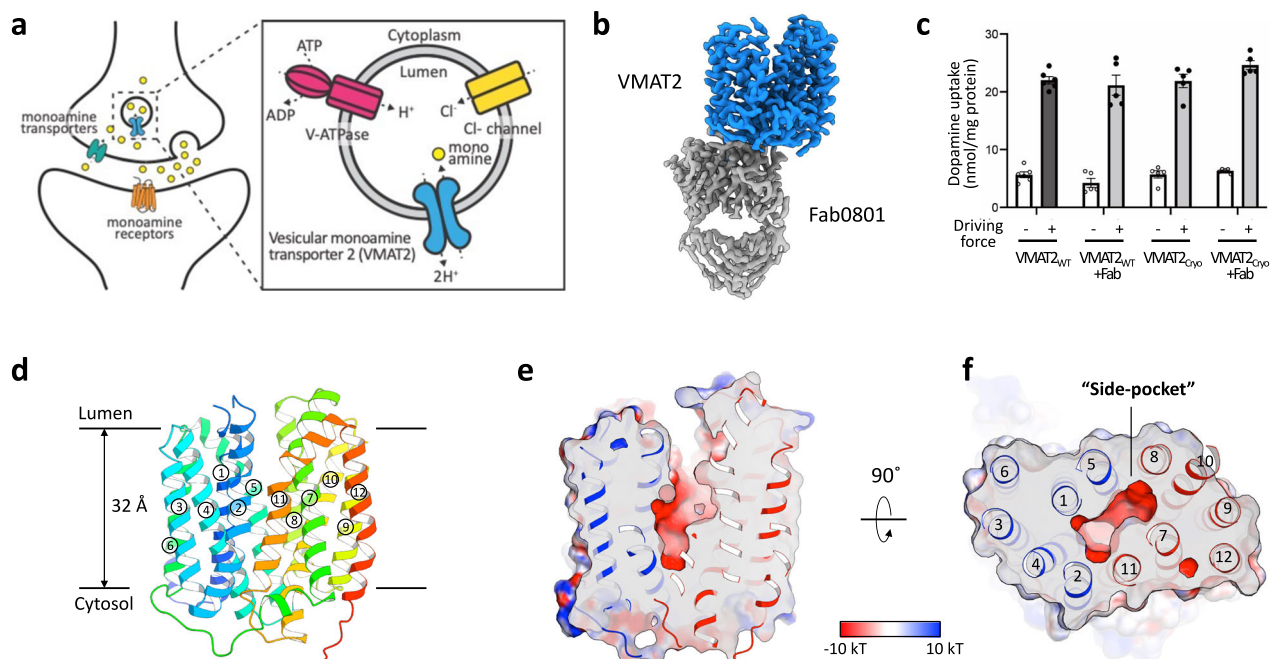 a
monoamine
transporters
monoamine
receptors
ATP
ADP
V-ATPase
Cytoplasm
Lumen
H⁺
Cl⁻
Cl- channel
mono
amine
Vesicular monoamine
transporter 2 (VMAT2)
2H⁺
b
VMAT2
Fab0801
c
Dopamine uptake
(nmol/mg protein)
30
20
10
0
Driving
force
- + - + - + - +
VMAT2WT
VMAT2WT
+Fab
VMAT2Cryo
VMAT2Cryo
+Fab
d
Lumen
32 Å
Cytosol
1
5
10
3
4
2
11
7
12
8
9
6
e
90°
-10 kT
10 kT
f
"Side-pocket"
6
5
8
10
1
3
9
7
4
2
11
12